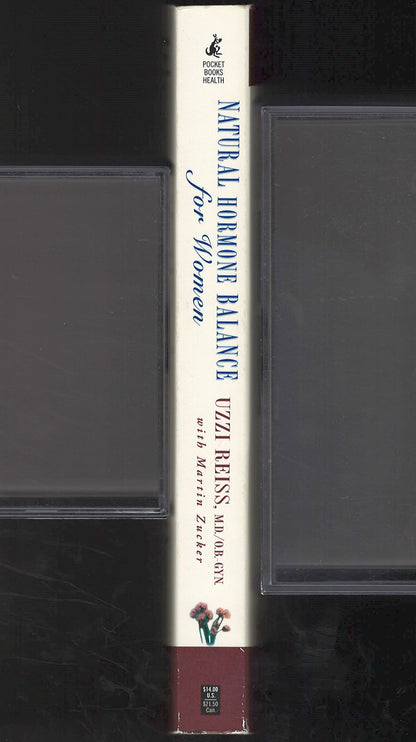 POCKET
BOOKS
HEALTH
NATURAL HORMONE BALANCE
for Women
UZZI REISS, M.D./O.B. GYN.
with Martin Zucker
$14.00
U.S.
$21.50
Can.